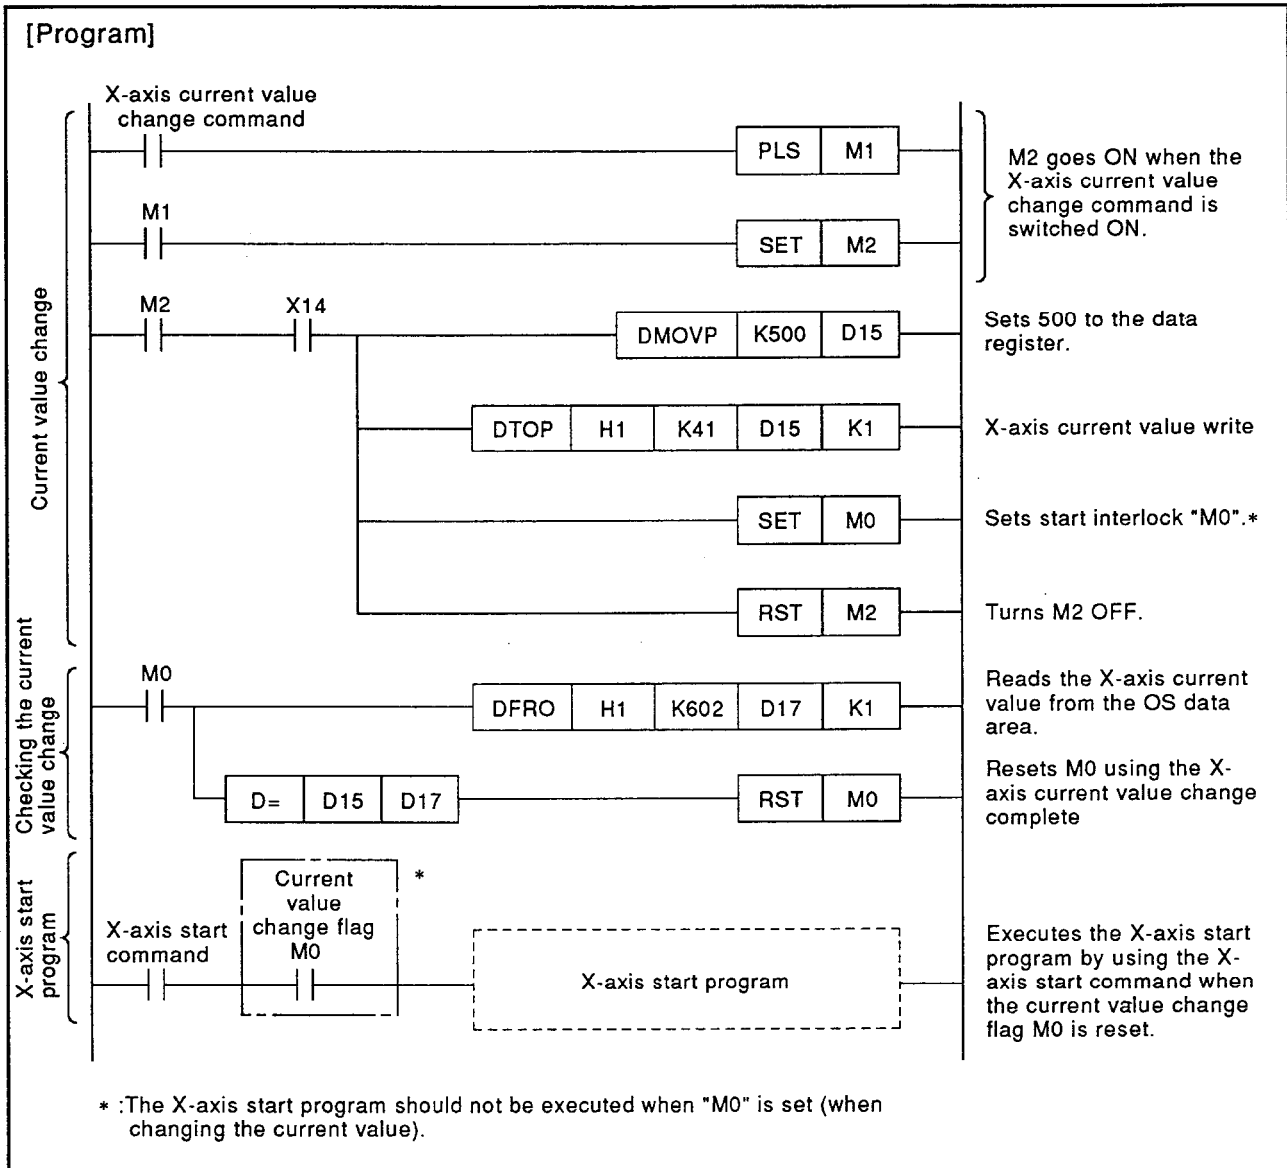 [Program]
X-axis current value
change command
PLS M1
M2 goes ON when the
X-axis current value
change command is
switched ON.
M1
SET M2
Current value change
M2 X14
DMOVP K500 D15
Sets 500 to the data
register.
DTOP H1 K41 D15 K1
X-axis current value write
SET M0
Sets start interlock "M0".*
RST M2
Turns M2 OFF.
Checking the current
value change
M0
DFRO H1 K602 D17 K1
Reads the X-axis current
value from the OS data
area.
D= D15 D17
RST M0
Resets M0 using the X-
axis current value change
complete
X-axis start
program
X-axis start
command
Current
value
change flag
M0
*
X-axis start program
Executes the X-axis start
program by using the X-
axis start command when
the current value change
flag M0 is reset.
* :The X-axis start program should not be executed when "M0" is set (when
changing the current value).